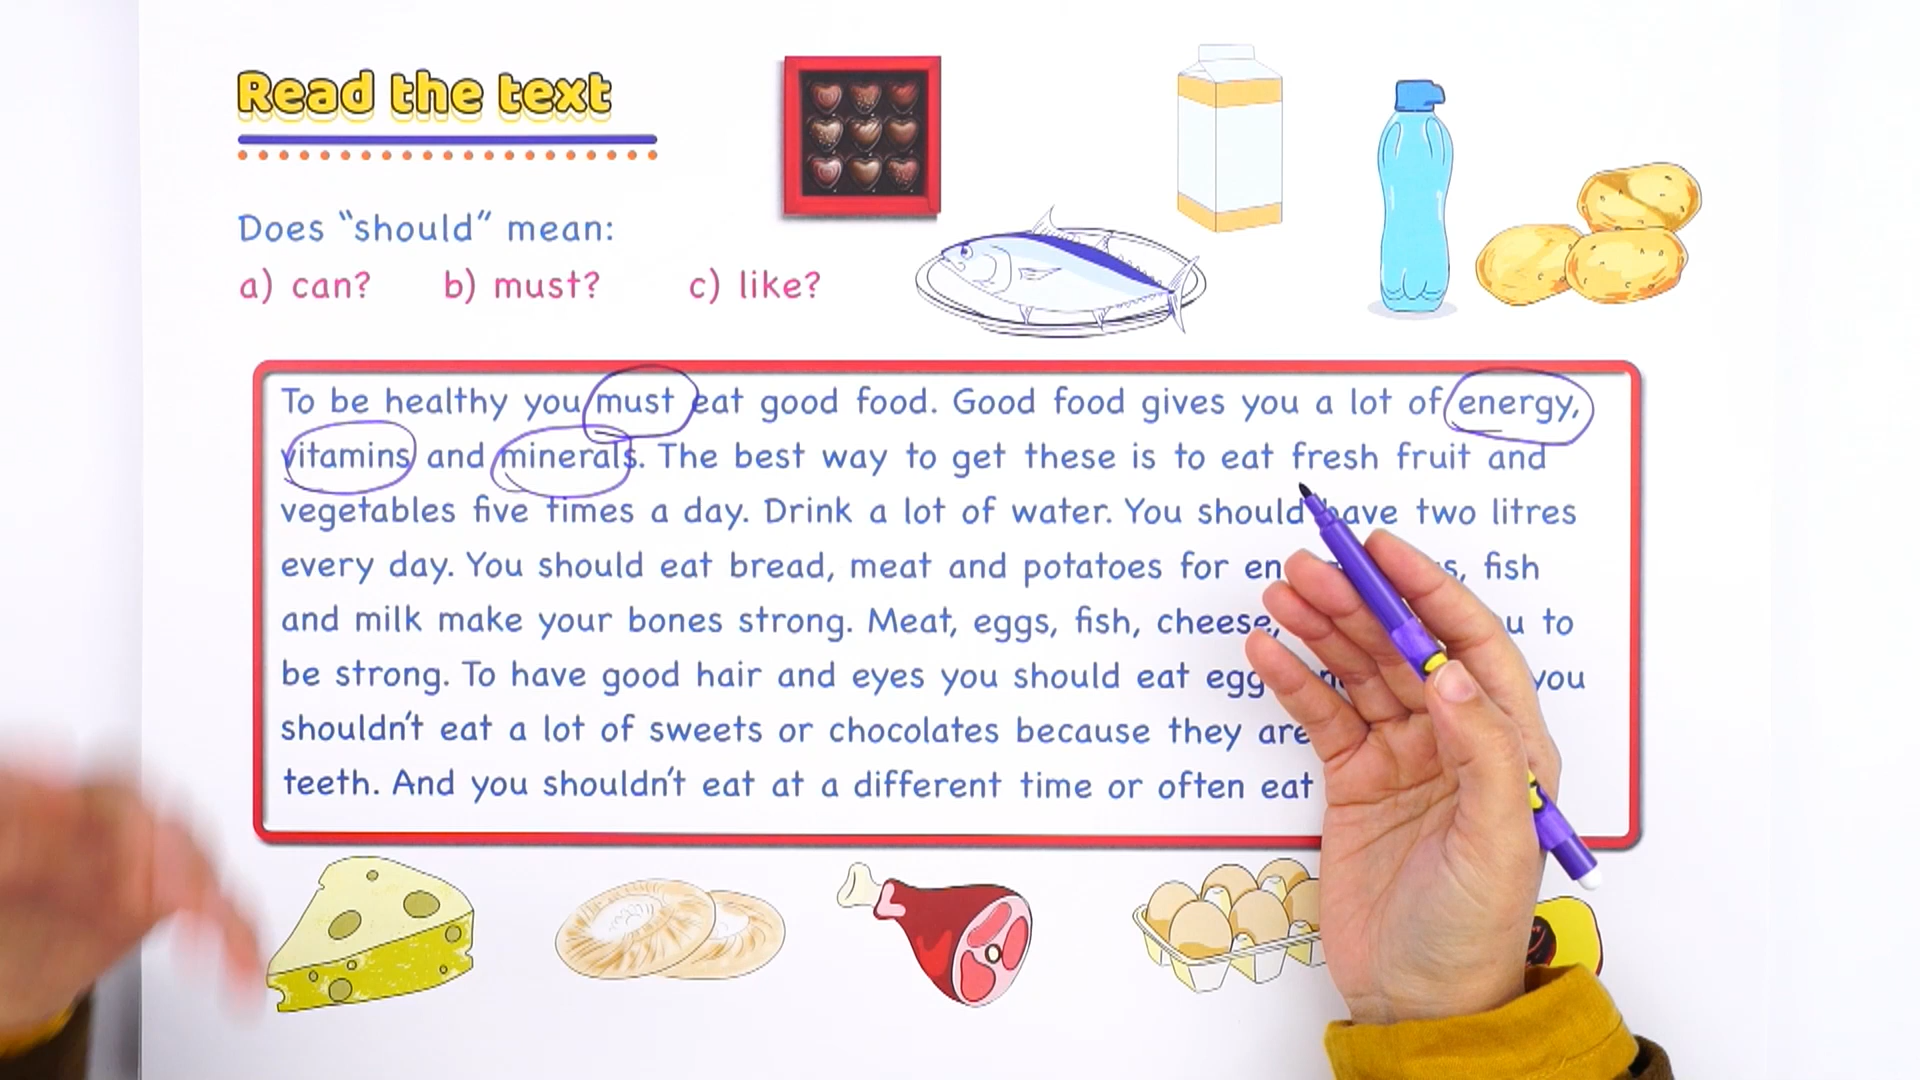 Read the text
Does “should” mean:
a) can? b) must? c) like?
To be healthy you must eat good food. Good food gives you a lot of energy,
vitamins and minerals. The best way to get these is to eat fresh fruit and
vegetables five times a day. Drink a lot of water. You should have two litres
every day. You should eat bread, meat and potatoes for fish
and milk make your bones strong. Meat, eggs, fish, cheese, to
be strong. To have good hair and eyes you should eat you
shouldn't eat a lot of sweets or chocolates because they are
teeth. And you shouldn't eat at a different time or often eat